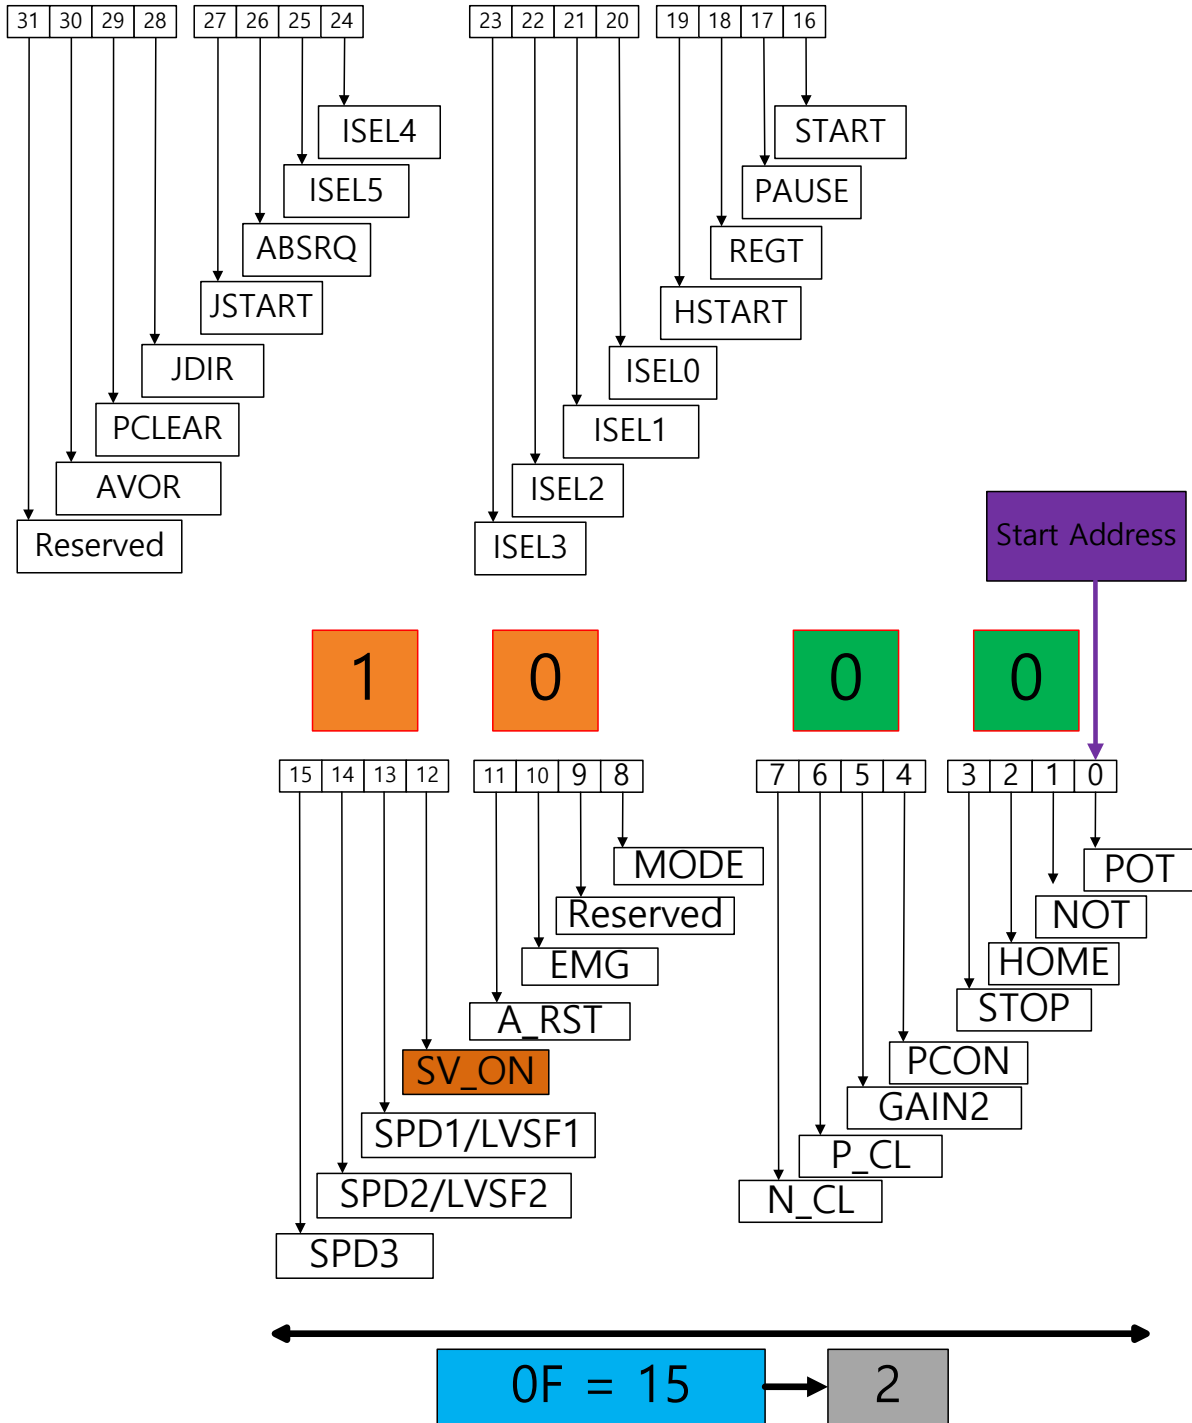 31 30 29 28 27 26 25 24 23 22 21 20 19 18 17 16
ISEL4
ISEL5
ABSRQ
JSTART
JDIR
PCLEAR
AVOR
Reserved
START
PAUSE
REGT
HSTART
ISEL0
ISEL1
ISEL2
ISEL3
Start Address
1 0 0 0
15 14 13 12 11 10 9 8 7 6 5 4 3 2 1 0
MODE
Reserved
EMG
A_RST
SV_ON
SPD1/LVSF1
SPD2/LVSF2
SPD3
POT
NOT
HOME
STOP
PCON
GAIN2
P_CL
N_CL
0F = 15
2